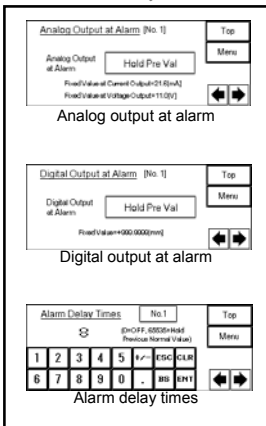 Analog Output at Alarm [No. 1]
Top
Menu
Analog Output
at Alarm
Hold Pre Val
Fixed Value at Current Output=21.6[mA]
Fixed Value at Voltage Output=11.0[V]
Analog output at alarm
Digital Output at Alarm [No. 1]
Top
Menu
Digital Output
at Alarm
Hold Pre Val
Fixed Value=+999.9999[mm]
Digital output at alarm
Alarm Delay Times
No.1
Top
Menu
8
(0=OFF, 65535=Hold
Previous Normal Value)
1 2 3 4 5 +/- ESC CLR
6 7 8 9 0 . BS ENT
Alarm delay times